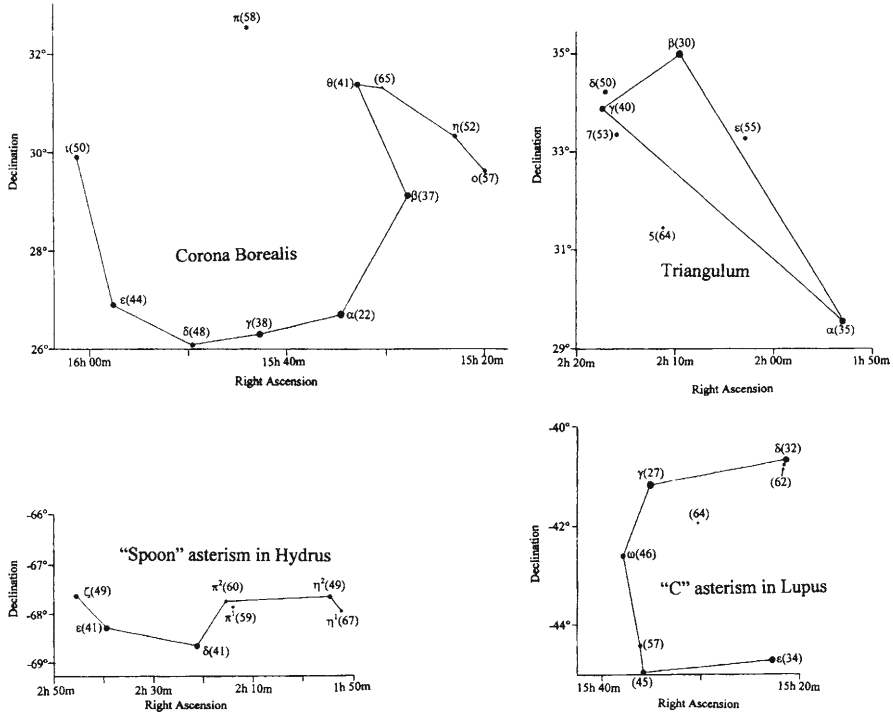 π(58)
32°
θ(41)
(65)
η(52)
ι(50)
30°
ο(57)
β(37)
Declination
28°
Corona Borealis
ε(44)
δ(48)
γ(38)
α(22)
26°
16h 00m
15h 40m
15h 20m
Right Ascension
35°
β(30)
δ(50)
γ(40)
7(53)
ε(55)
33°
Declination
5(64)
31°
Triangulum
α(35)
29°
2h 20m
2h 10m
2h 00m
1h 50m
Right Ascension
-66°
“Spoon” asterism in Hydrus
-67°
ζ(49)
π²(60)
η²(49)
Declination
-68°
π¹(59)
η¹(67)
ε(41)
δ(41)
-69°
2h 50m
2h 30m
2h 10m
1h 50m
Right Ascension
-40°
δ(32)
γ(27)
(62)
(64)
-42°
ω(46)
Declination
“C” asterism in Lupus
-44°
(57)
ε(34)
(45)
15h 40m
15h 20m
Right Ascension